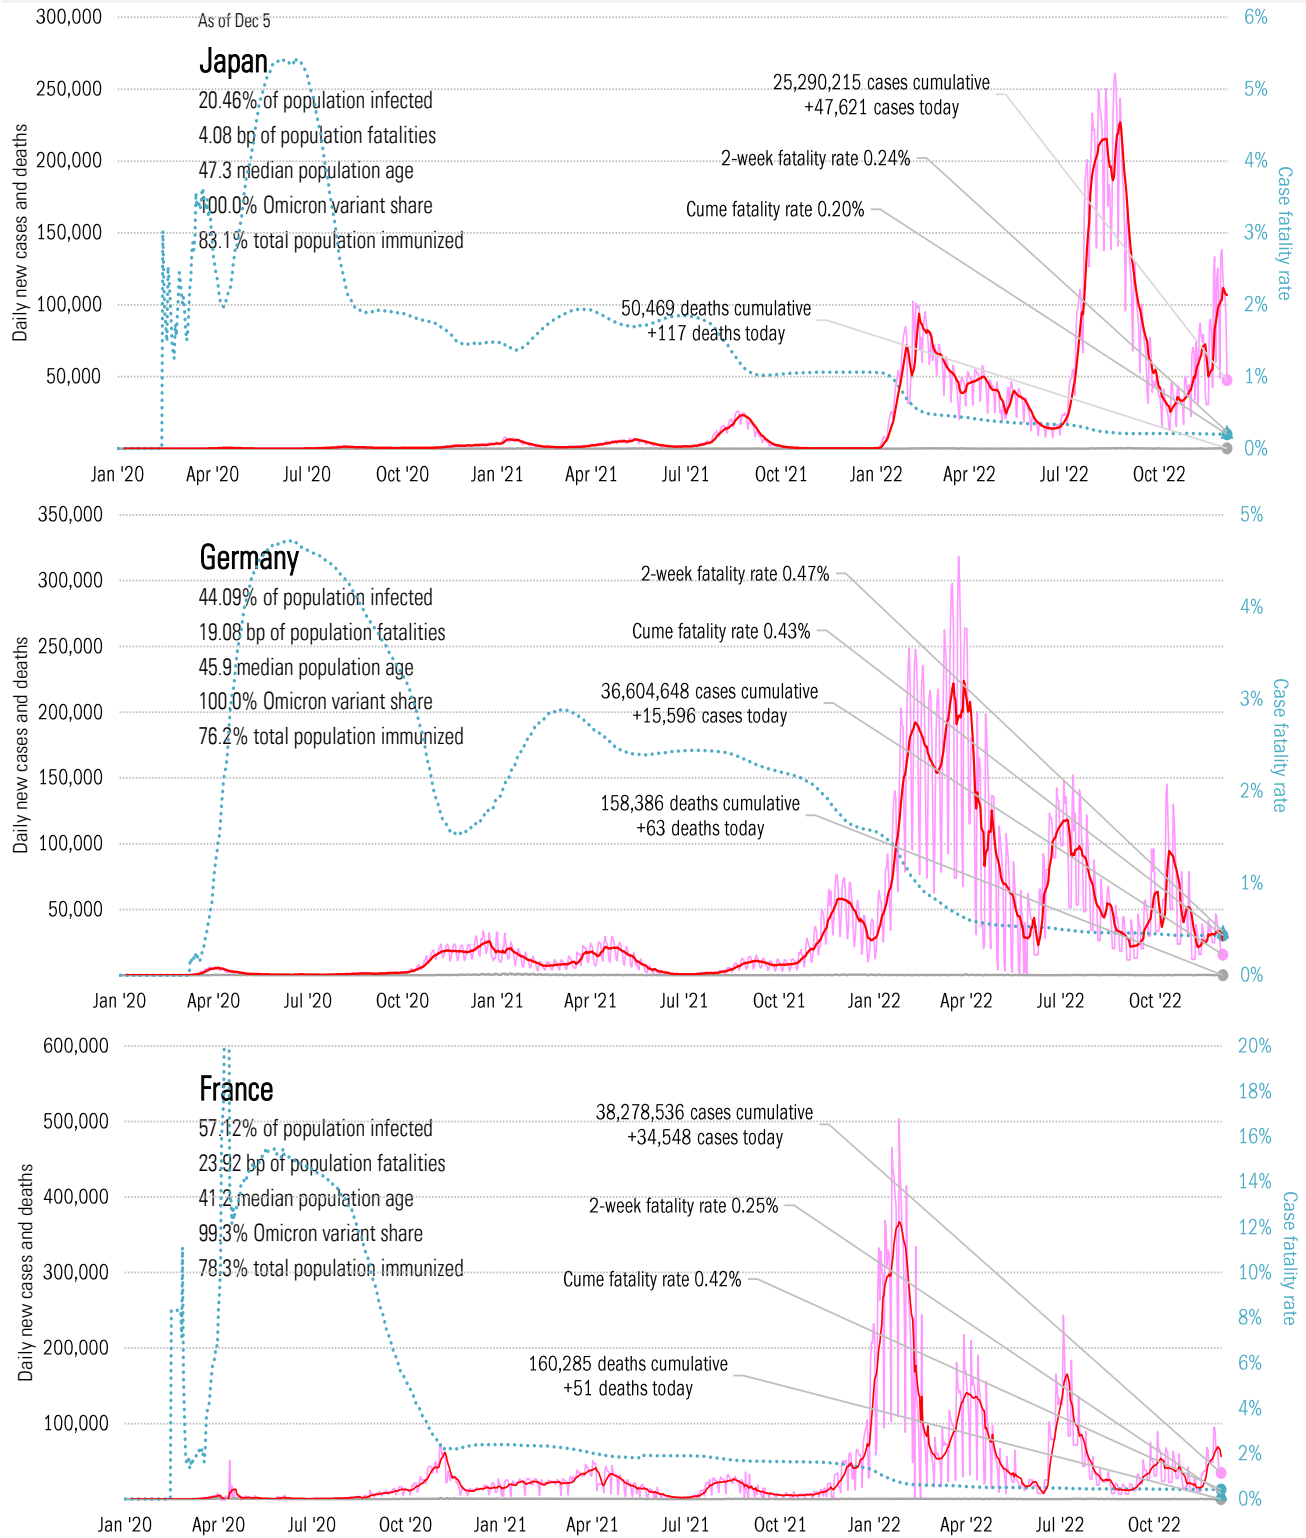 300,000
As of Dec 5
6%
Japan
20.46% of population infected
25,290,215 cases cumulative
250,000
5%
+47,621 cases today
4.08 bp of population fatalities
2-week fatality rate 0.24%
200,000
4%
47.3 median population age
100.0% Omicron variant share
Cume fatality rate 0.20%
150,000
3%
83.1% total population immunized
Daily new cases and deaths
Case fatality rate
100,000
50,469 deaths cumulative
2%
+117 deaths today
50,000
1%
0%
Jan '20 Apr '20 Jul '20 Oct '20 Jan '21 Apr '21 Jul '21 Oct '21 Jan '22 Apr '22 Jul '22 Oct '22
350,000
5%
Germany
300,000
2-week fatality rate 0.47%
44.09% of population infected
4%
19.08 bp of population fatalities
Cume fatality rate 0.43%
250,000
45.9 median population age
36,604,648 cases cumulative
100.0% Omicron variant share
3%
200,000
+15,596 cases today
76.2% total population immunized
Daily new cases and deaths
Case fatality rate
150,000
2%
158,386 deaths cumulative
+63 deaths today
100,000
1%
50,000
0%
Jan '20 Apr '20 Jul '20 Oct '20 Jan '21 Apr '21 Jul '21 Oct '21 Jan '22 Apr '22 Jul '22 Oct '22
600,000
20%
France
18%
38,278,536 cases cumulative
500,000
57.12% of population infected
+34,548 cases today
16%
23.92 bp of population fatalities
14%
400,000
41.2 median population age
2-week fatality rate 0.25%
99.3% Omicron variant share
12%
300,000
78.3% total population immunized
10%
Cume fatality rate 0.42%
Daily new cases and deaths
Case fatality rate
8%
200,000
160,285 deaths cumulative
6%
+51 deaths today
4%
100,000
2%
0%
Jan '20 Apr '20 Jul '20 Oct '20 Jan '21 Apr '21 Jul '21 Oct '21 Jan '22 Apr '22 Jul '22 Oct '22